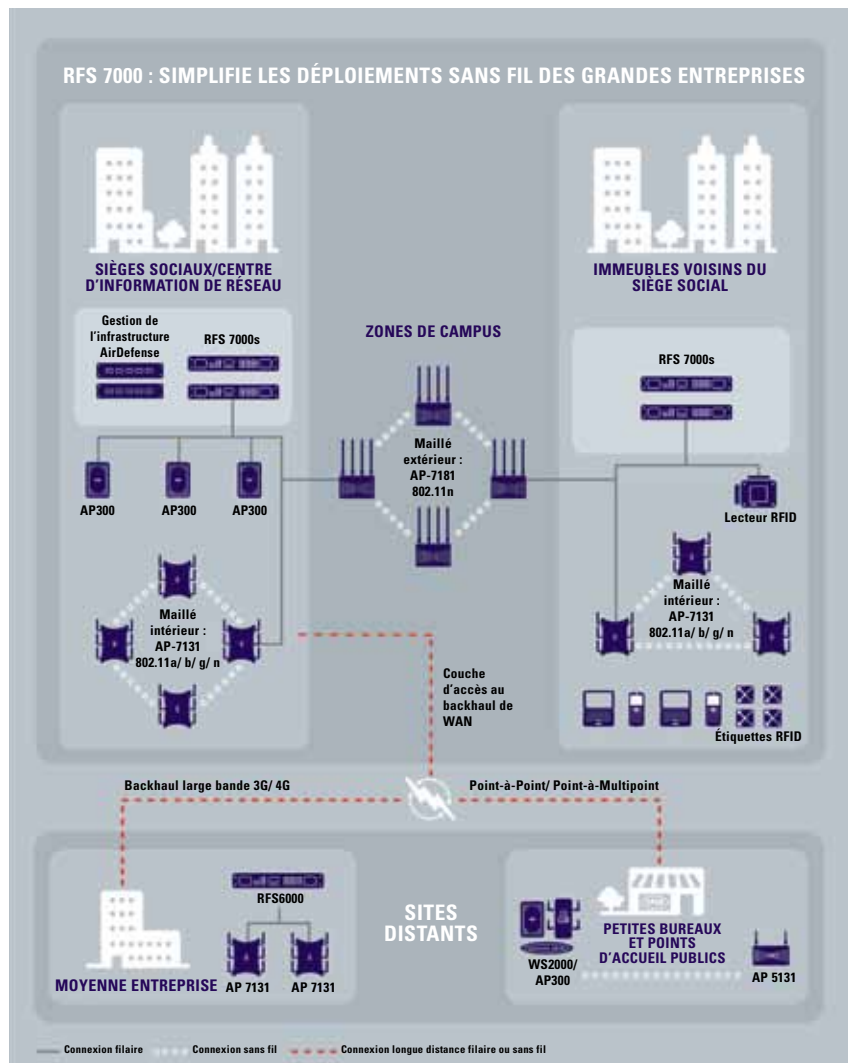 RFS 7000 : SIMPLIFIE LES DÉPLOIEMENTS SANS FIL DES GRANDES ENTREPRISES
SIÈGES SOCIAUX/CENTRE
D'INFORMATION DE RÉSEAU
Gestion de
l'infrastructure
AirDefense
RFS 7000s
AP300
AP300
AP300
Maillé
intérieur :
AP-7131
802.11a/ b/ g/ n
ZONES DE CAMPUS
Maillé
extérieur :
AP-7181
802.11n
IMMEUBLES VOISINS DU
SIÈGE SOCIAL
RFS 7000s
Lecteur RFID
Maillé
intérieur :
AP-7131
802.11a/ b/ g/ n
Étiquettes RFID
Couche
d'accès au
backhaul de
WAN
Backhaul large bande 3G/ 4G
Point-à-Point/ Point-à-Multipoint
MOYENNE ENTREPRISE
RFS6000
AP 7131
AP 7131
SITES
DISTANTS
WS2000/
AP300
PETITES BUREAUX
ET POINTS
D'ACCUEIL PUBLICS
AP 5131
Connexion filaire
Connexion sans fil
Connexion longue distance filaire ou sans fil